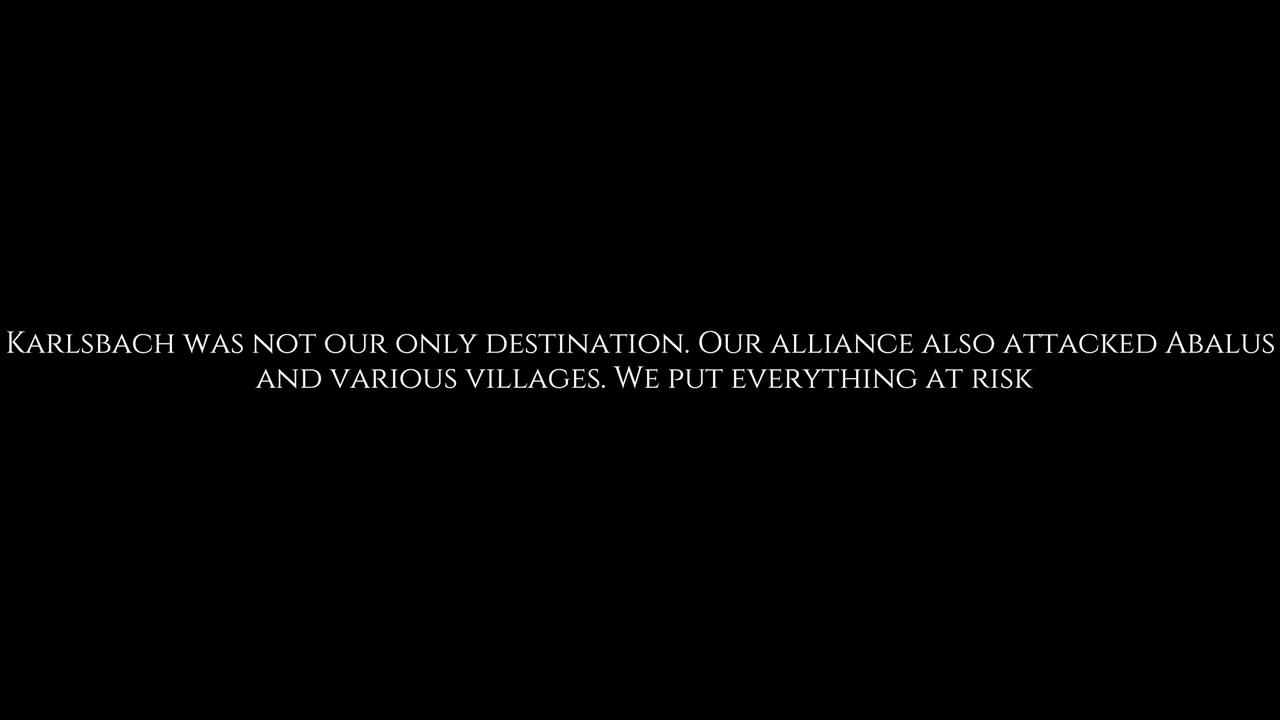 Karlsbach was not our only destination. Our alliance also attacked Abalus
and various villages. We put everything at risk